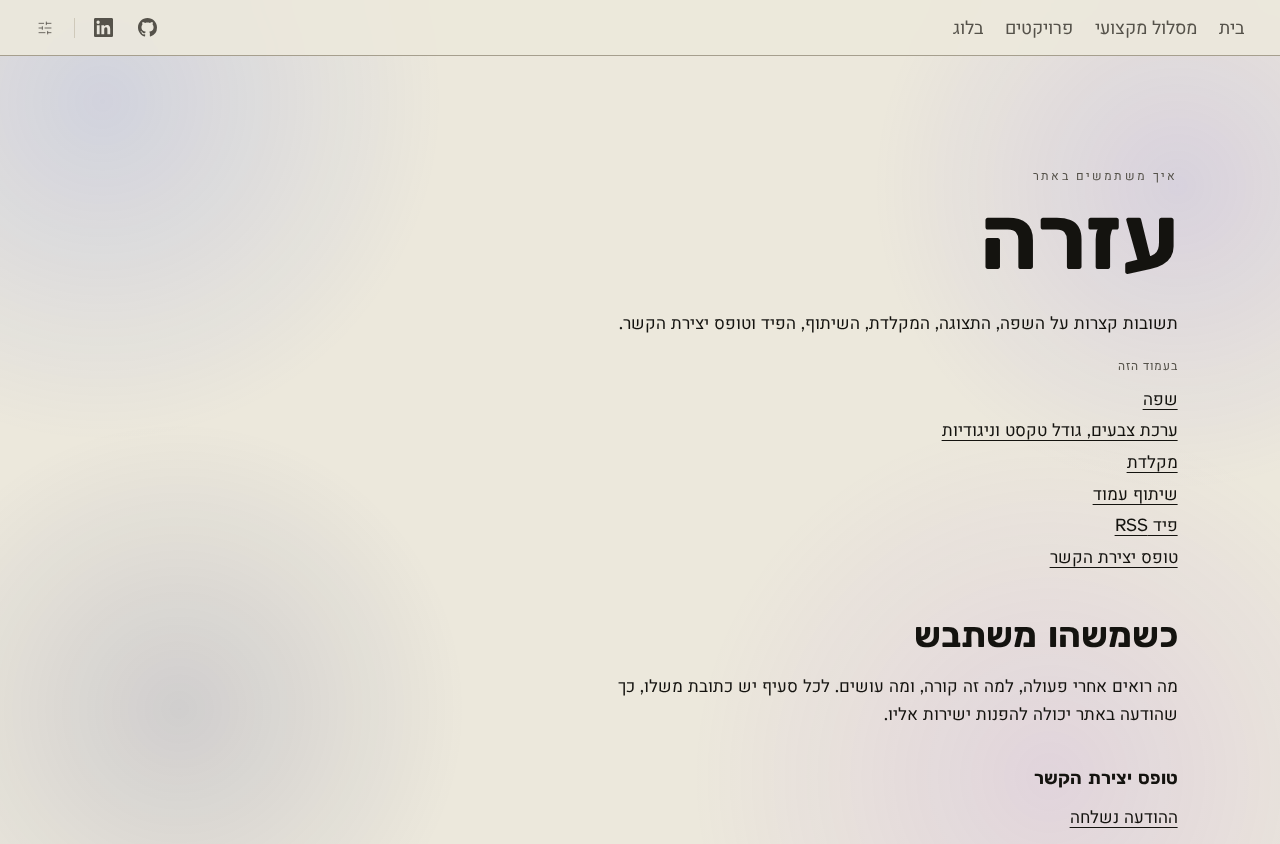 בית
מסלול מקצועי
פרויקטים
בלוג
איך משתמשים באתר
עזרה
תשובות קצרות על השפה, התצוגה, המקלדת, השיתוף, הפיד וטופס יצירת הקשר.
בעמוד הזה
שפה
ערכת צבעים, גודל טקסט וניגודיות
מקלדת
שיתוף עמוד
פיד RSS
טופס יצירת הקשר
כשמשהו משתבש
מה רואים אחרי פעולה, למה זה קורה, ומה עושים. לכל סעיף יש כתובת משלו, כך
שהודעה באתר יכולה להפנות ישירות אליו.
טופס יצירת הקשר
ההודעה נשלחה